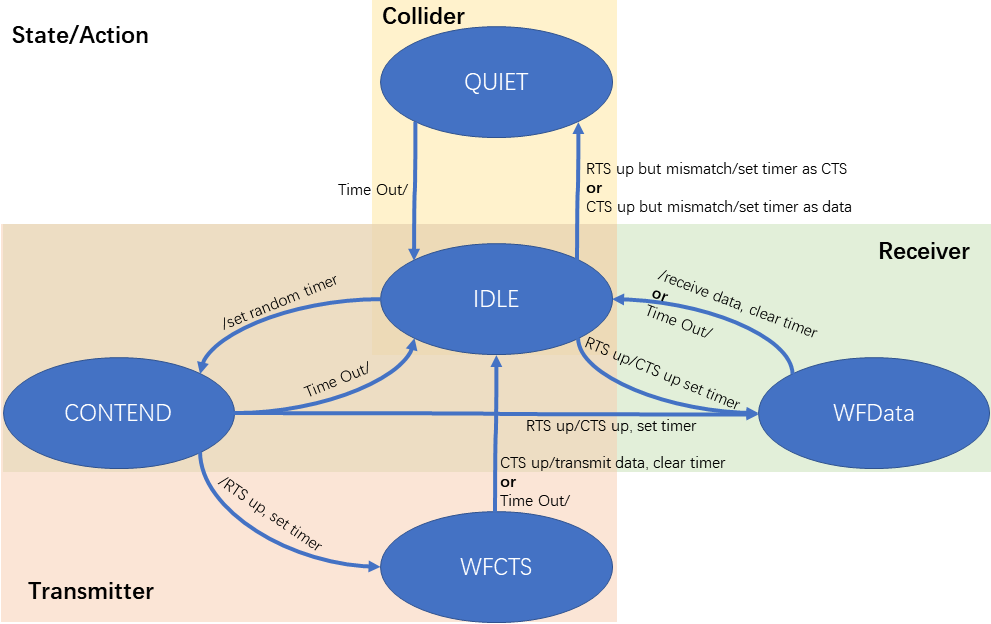 Collider
State/Action
QUIET
RTS up but mismatch/set timer as CTS
or
CTS up but mismatch/set timer as data
Time Out/
Receiver
IDLE
/set random timer
/receive data, clear timer
or
Time Out/
RTS up/CTS up set timer
Time Out/
CONTEND
WFData
RTS up/CTS up, set timer
CTS up/transmit data, clear timer
or
Time Out/
/RTS up, set timer
WFCTS
Transmitter